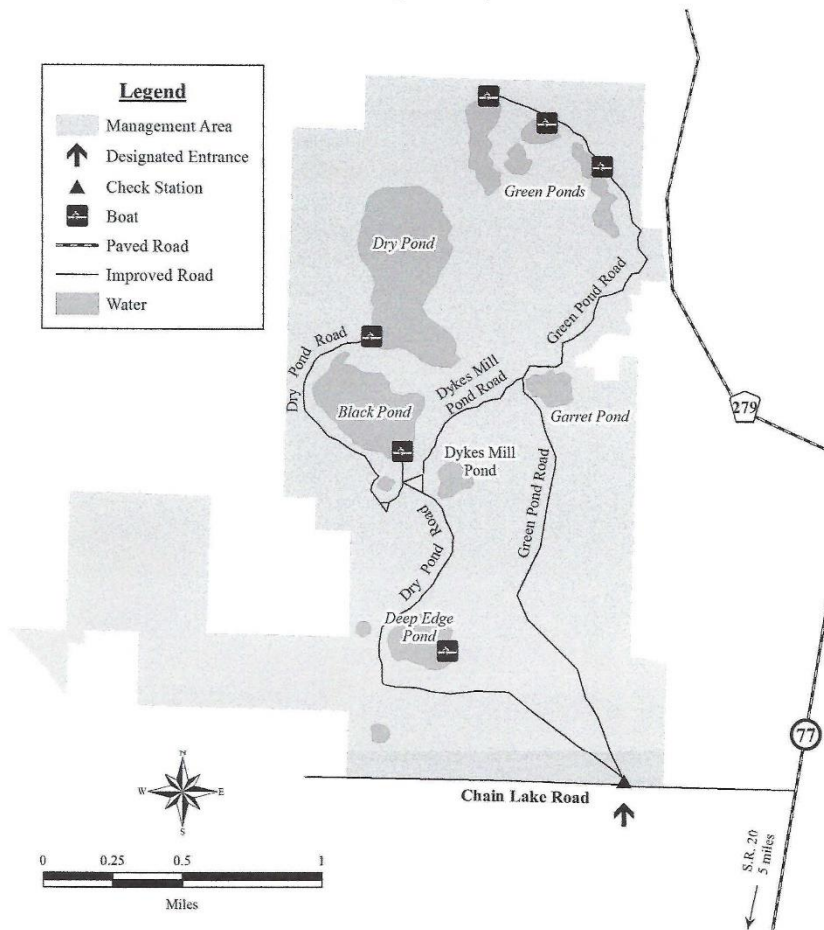 Legend
Management Area
Designated Entrance
Check Station
Boat
Paved Road
Improved Road
Water
Green Ponds
Dry Pond
Green Pond Road
Dry Pond Road
Dykes Mill
Pond Road
Black Pond
Garret Pond
279
Dykes Mill
Pond
Green Pond Road
Dry Pond Road
Deep Edge
Pond
77
N
W E
S
Chain Lake Road
0 0.25 0.5 1
Miles
S.R. 20
5 miles